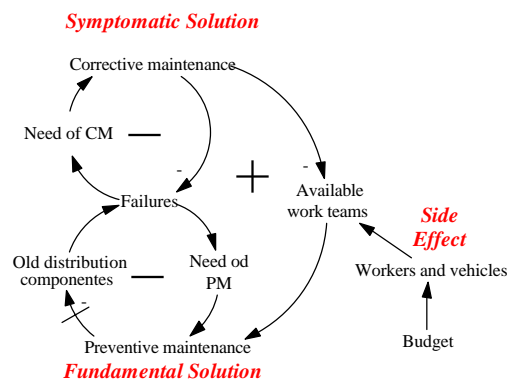 Symptomatic Solution
Corrective maintenance
Need of CM
-
-
Failures
Available
work teams
Side
Effect
Old distribution
componentes
Need od
PM
Workers and vehicles
-
Preventive maintenance
Budget
Fundamental Solution